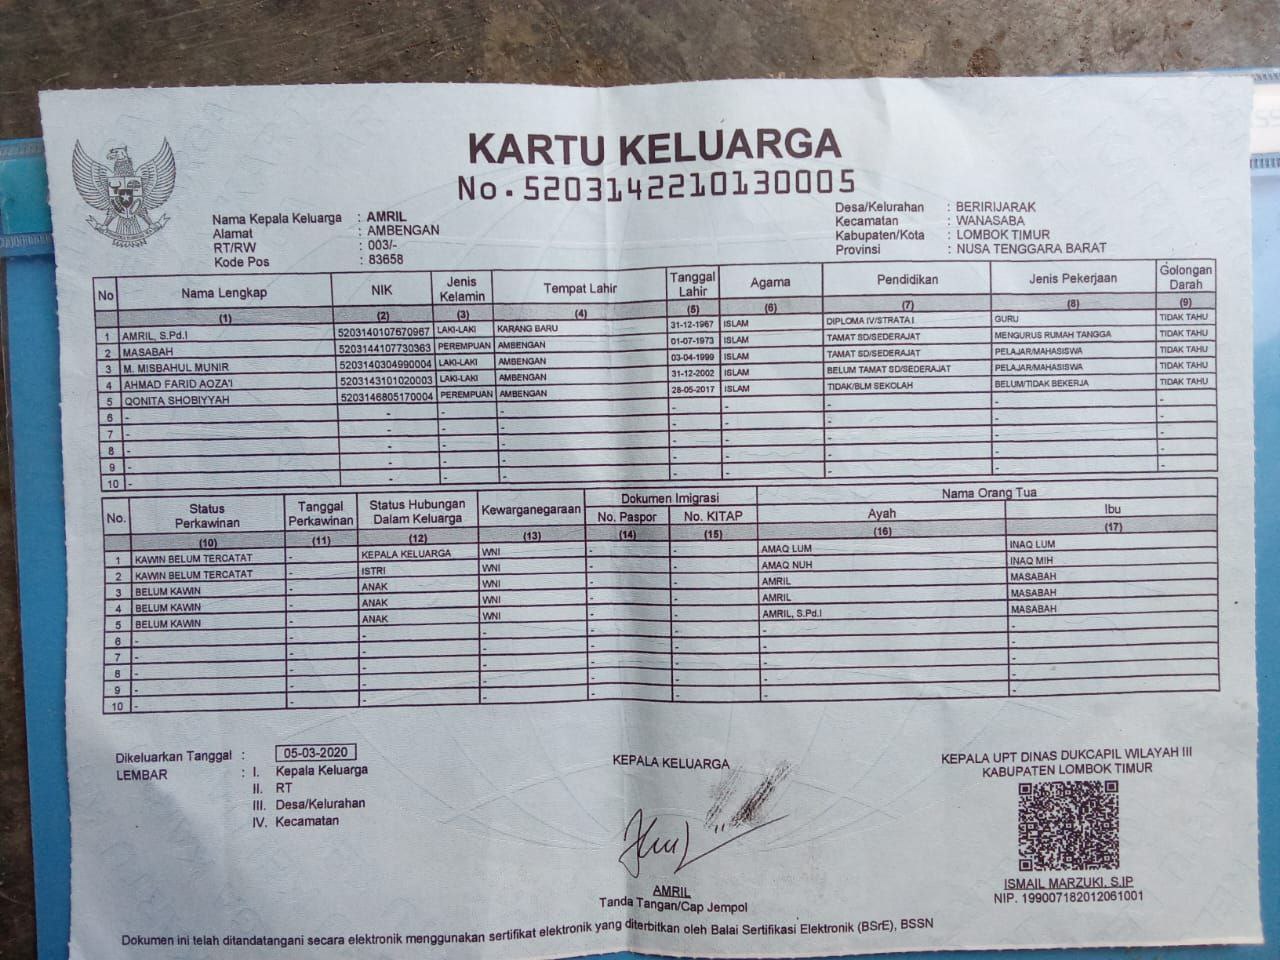 KARTU KELUARGA
No. 5203142210130005
Nama Kepala Keluarga : AMRIL
Alamat : AMBENGAN
RT/RW : 003/-
Kode Pos : 83658
Desa/Kelurahan : BERIRIJARAK
Kecamatan : WANASABA
Kabupaten/Kota : LOMBOK TIMUR
Provinsi : NUSA TENGGARA BARAT
No Nama Lengkap NIK Jenis Kelamin Tempat Lahir Tanggal Lahir Agama Pendidikan Jenis Pekerjaan Golongan Darah
(1) (2) (3) (4) (5) (6) (7) (8) (9)
1 AMRIL, S.Pd.I 5203140107670967 LAKI-LAKI KARANG BARU 31-12-1967 ISLAM DIPLOMA IV/STRATA I GURU TIDAK TAHU
2 MASABAH 5203144107730363 PEREMPUAN AMBENGAN 01-07-1973 ISLAM TAMAT SD/SEDERAJAT MENGURUS RUMAH TANGGA TIDAK TAHU
3 M. MISBAHUL MUNIR 5203140304990004 LAKI-LAKI AMBENGAN 03-04-1999 ISLAM TAMAT SD/SEDERAJAT PELAJAR/MAHASISWA TIDAK TAHU
4 AHMAD FARID AOZA'I 5203143101020003 LAKI-LAKI AMBENGAN 31-12-2002 ISLAM BELUM TAMAT SD/SEDERAJAT PELAJAR/MAHASISWA TIDAK TAHU
5 QONITA SHOBIYYAH 5203146805170004 PEREMPUAN AMBENGAN 28-05-2017 ISLAM TIDAK/BLM SEKOLAH BELUM/TIDAK BEKERJA TIDAK TAHU
6 - - - - - - - - -
7 - - - - - - - - -
8 - - - - - - - - -
9 - - - - - - - - -
10 - - - - - - - - -
No. Status Perkawinan Tanggal Perkawinan Status Hubungan Dalam Keluarga Kewarganegaraan Dokumen Imigrasi Nama Orang Tua
No. Paspor No. KITAP Ayah Ibu
(10) (11) (12) (13) (14) (15) (16) (17)
1 KAWIN BELUM TERCATAT - KEPALA KELUARGA WNI - - AMAQ LUM INAQ LUM
2 KAWIN BELUM TERCATAT - ISTRI WNI - - AMAQ NUH INAQ MIH
3 BELUM KAWIN - ANAK WNI - - AMRIL MASABAH
4 BELUM KAWIN - ANAK WNI - - AMRIL MASABAH
5 BELUM KAWIN - ANAK WNI - - AMRIL, S.Pd.I MASABAH
6 - - - - - - - -
7 - - - - - - - -
8 - - - - - - - -
9 - - - - - - - -
10 - - - - - - - -
Dikeluarkan Tanggal : 05-03-2020
LEMBAR : I. Kepala Keluarga
II. RT
III. Desa/Kelurahan
IV. Kecamatan
KEPALA KELUARGA
AMRIL
Tanda Tangan/Cap Jempol
KEPALA UPT DINAS DUKCAPIL WILAYAH III
KABUPATEN LOMBOK TIMUR
ISMAIL MARZUKI, S.IP
NIP. 199007182012061001
Dokumen ini telah ditandatangani secara elektronik menggunakan sertifikat elektronik yang diterbitkan oleh Balai Sertifikasi Elektronik (BSrE), BSSN